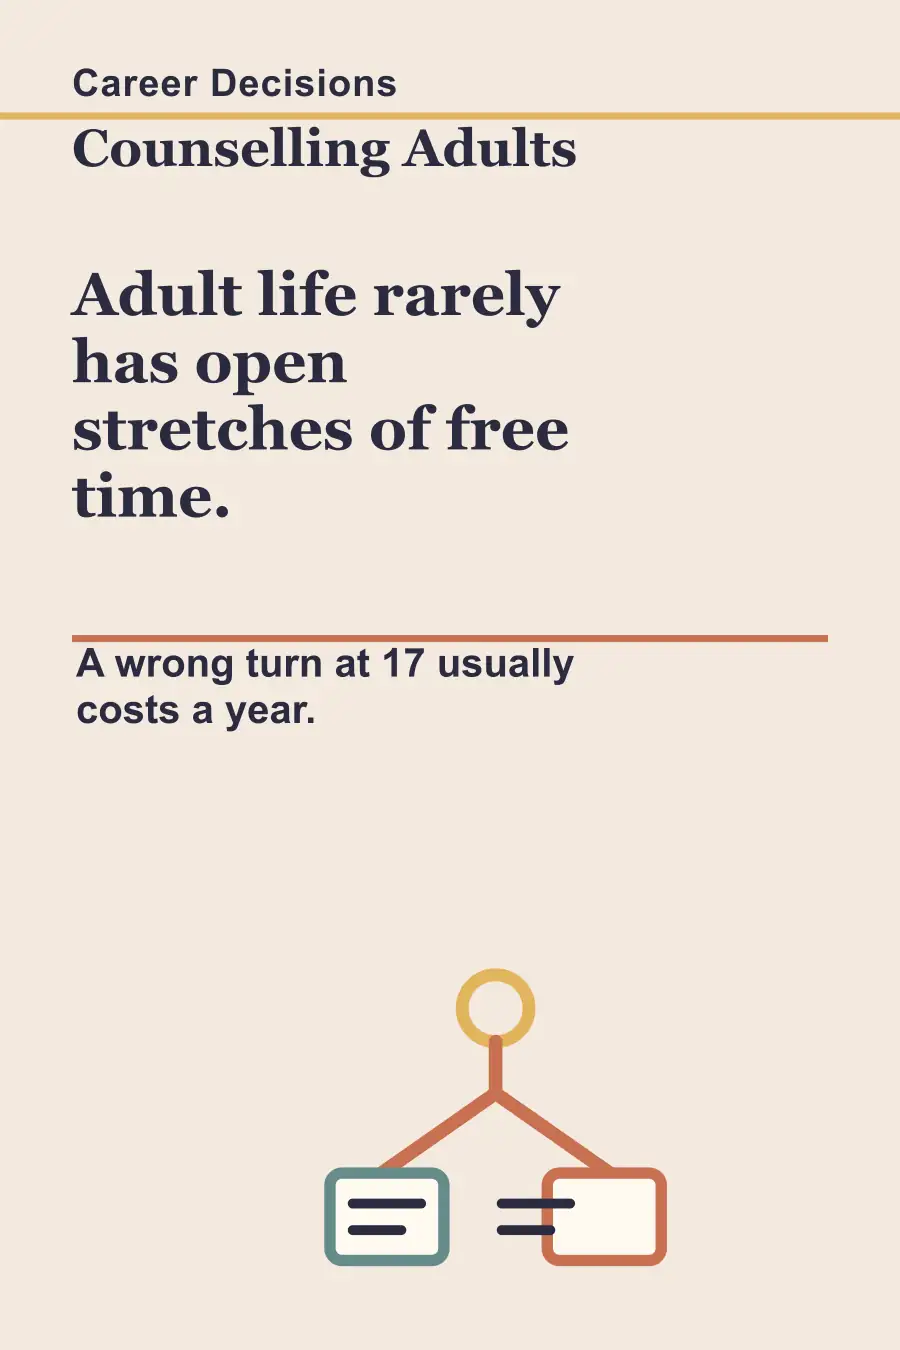 Career Decisions
Counselling Adults
Adult life rarely
has open
stretches of free
time.
A wrong turn at 17 usually
costs a year.